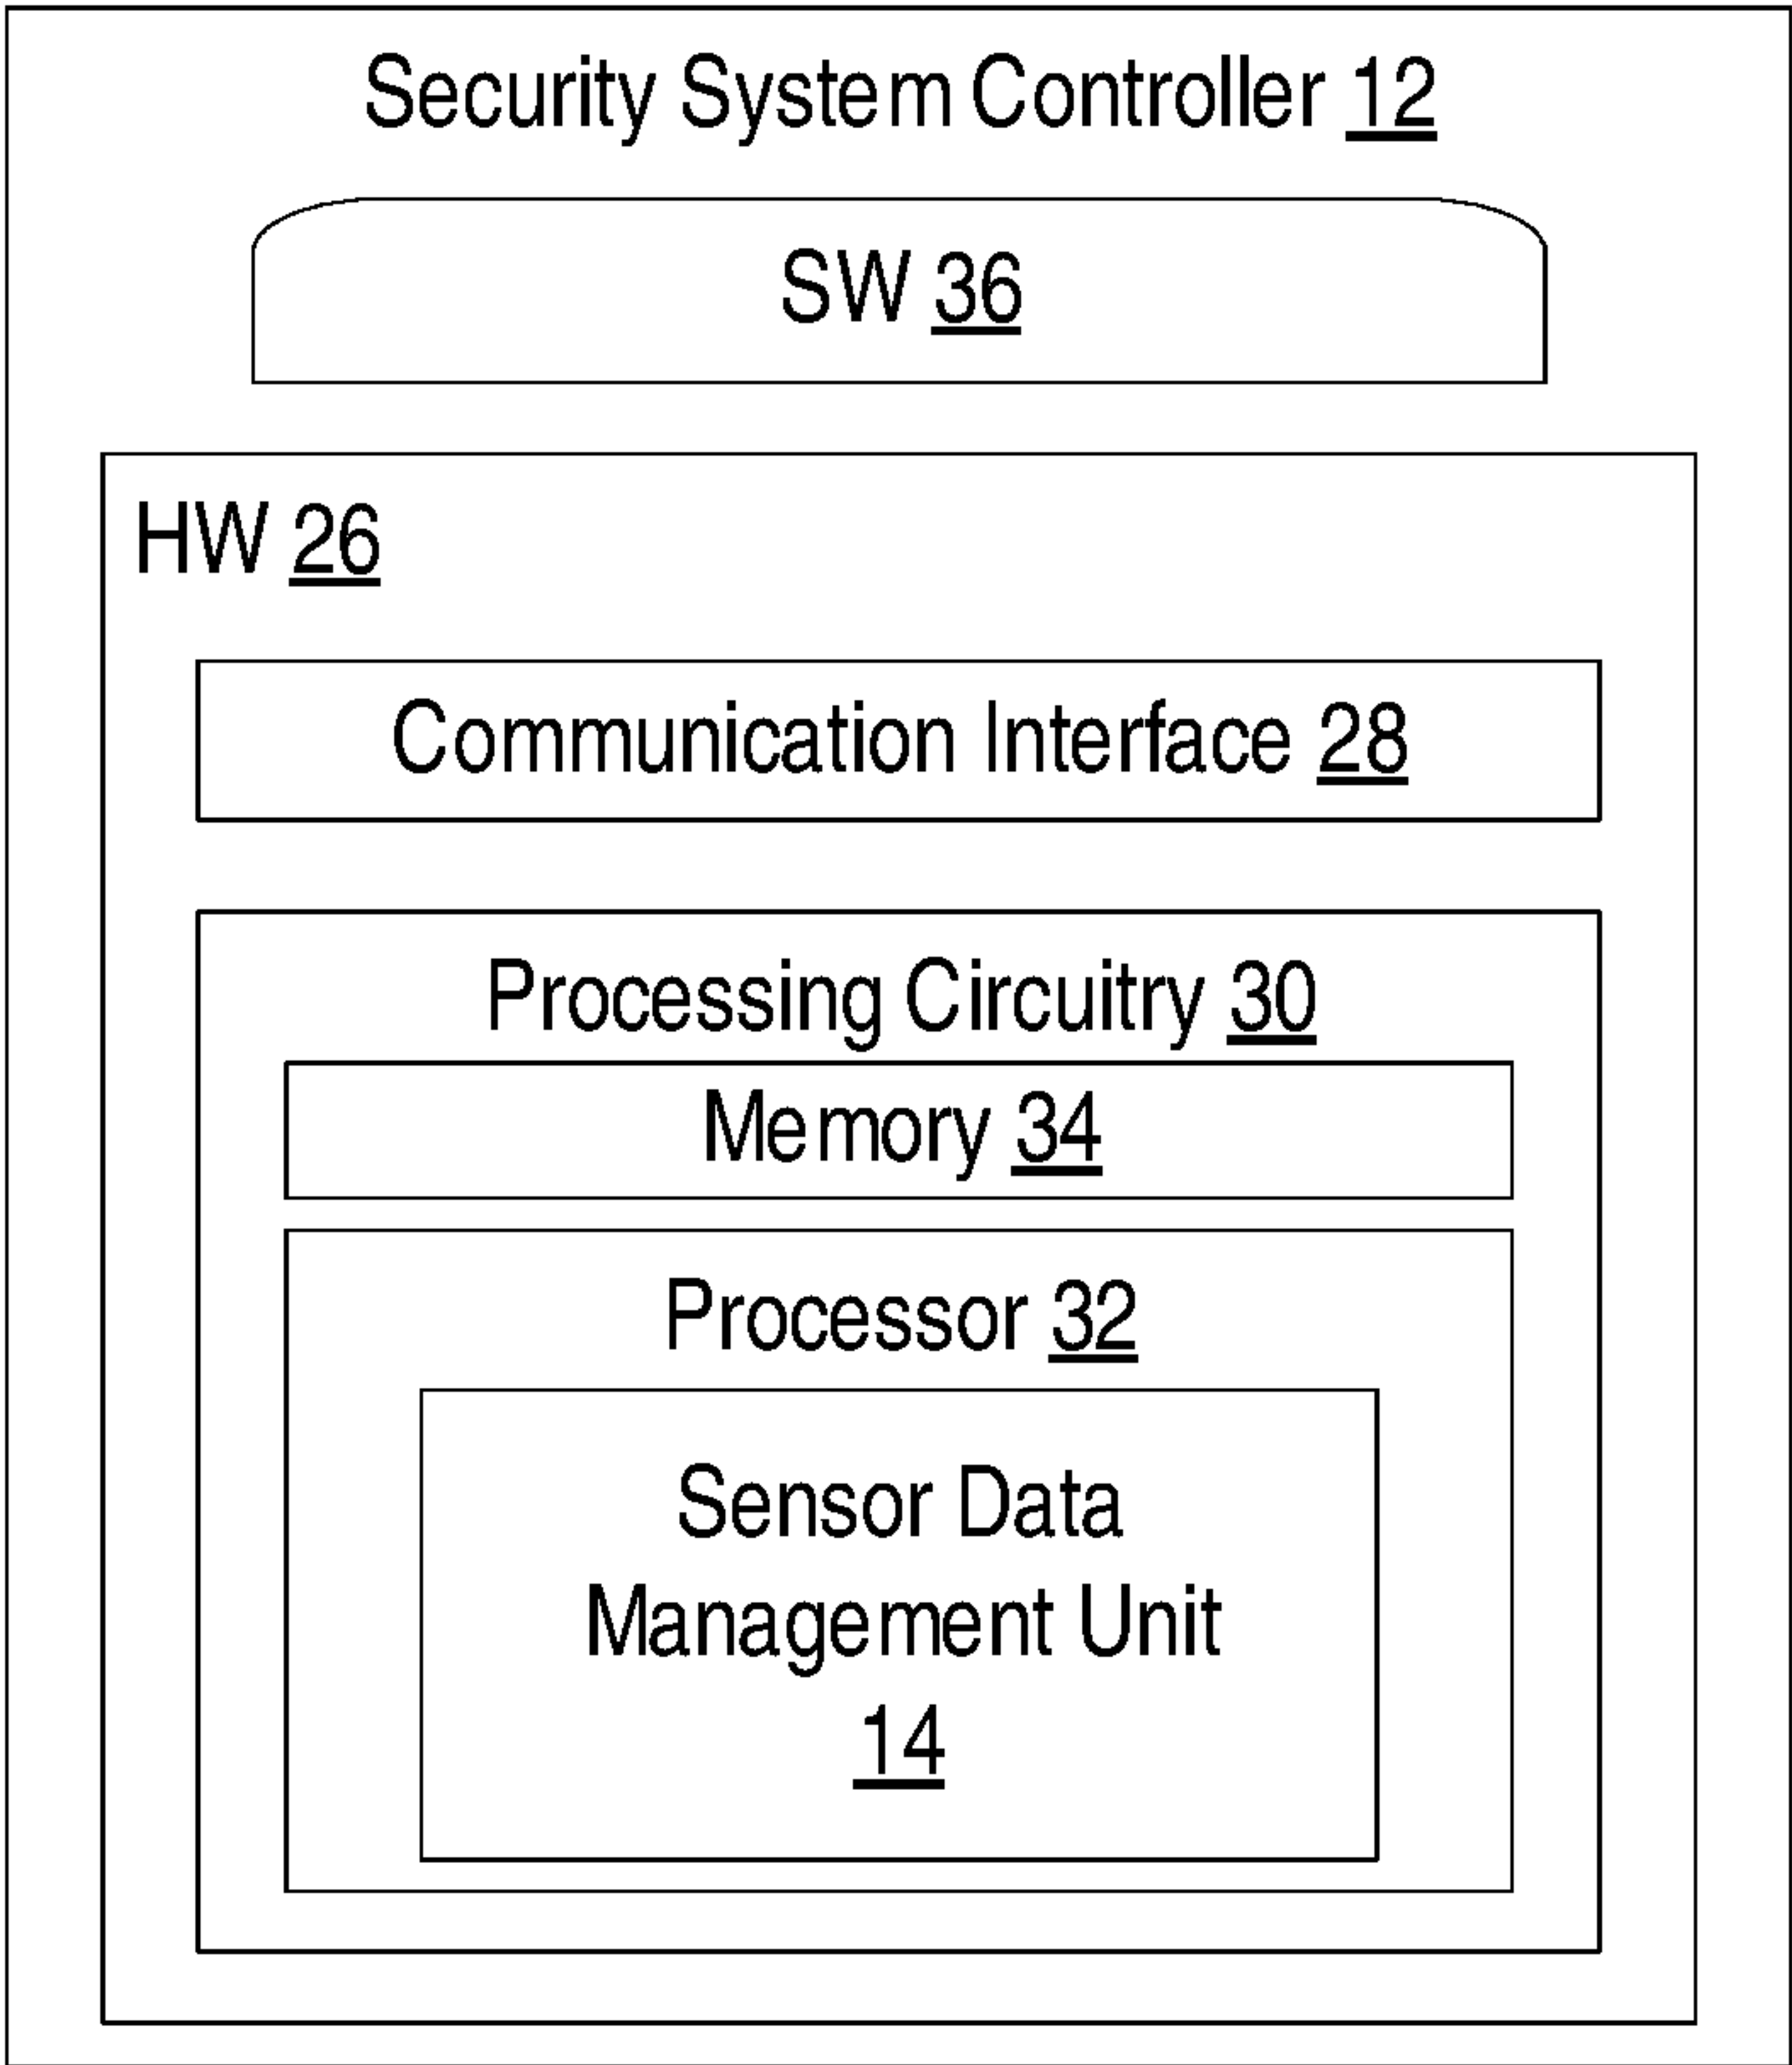 Security System Controller 12
SW 36
HW 26
Communication Interface 28
Processing Circuitry 30
Memory 34
Processor 32
Sensor Data
Management Unit
14